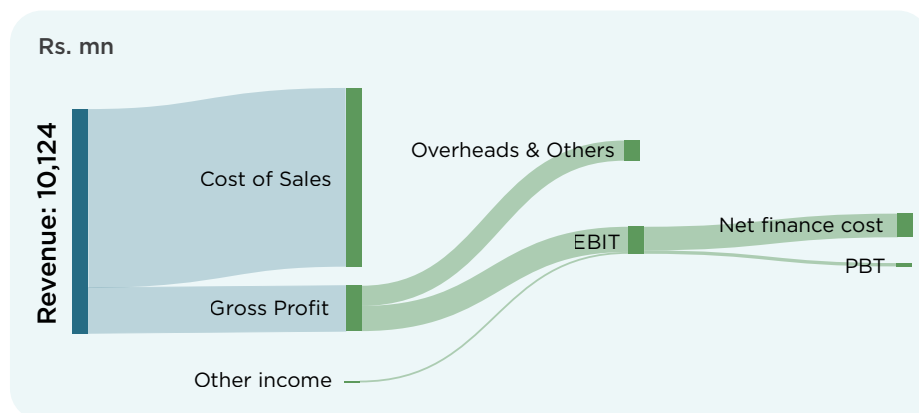 Rs. mn
Revenue: 10,124
Cost of Sales
Gross Profit
Other income
Overheads & Others
EBIT
Net finance cost
PBT